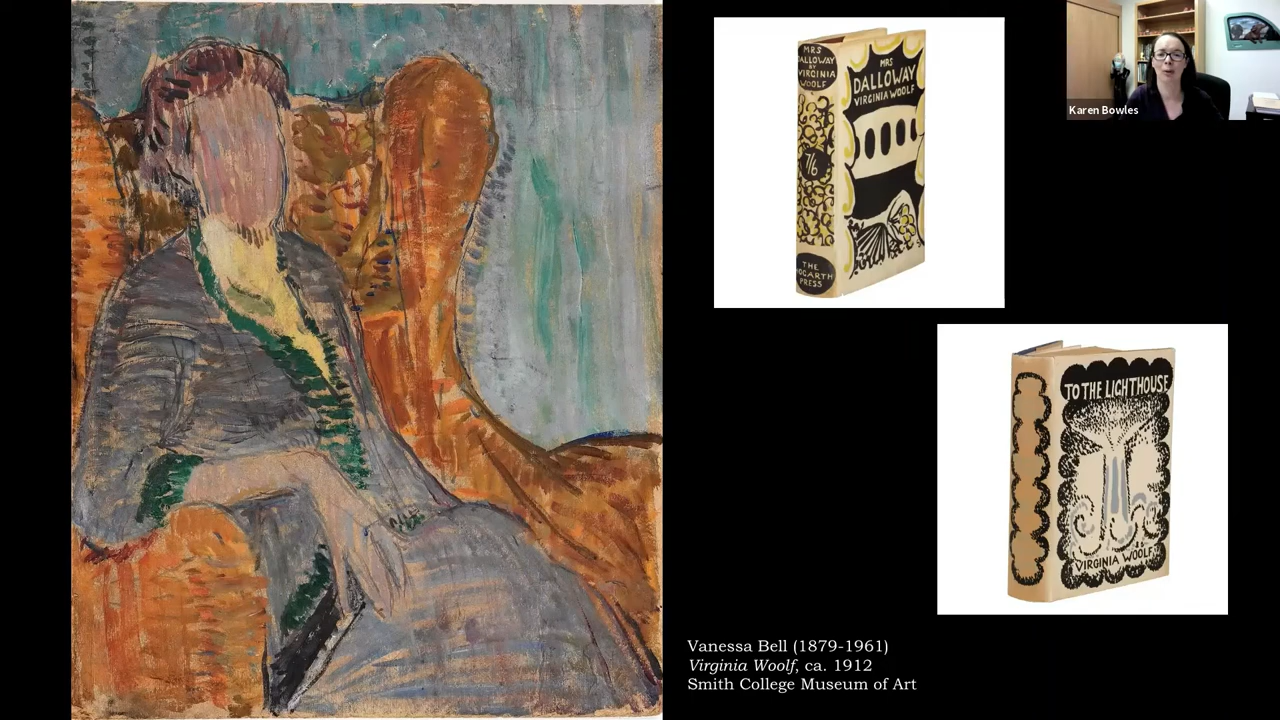 MRS
DALLOWAY
BY
VIRGINIA
WOOLF
7/6
THE
HOGARTH
PRESS
MRS
DALLOWAY
VIRGINIA WOOLF
Karen Bowles
TO THE LIGHTHOUSE
VIRGINIA WOOLF
Vanessa Bell (1879-1961)
Virginia Woolf, ca. 1912
Smith College Museum of Art